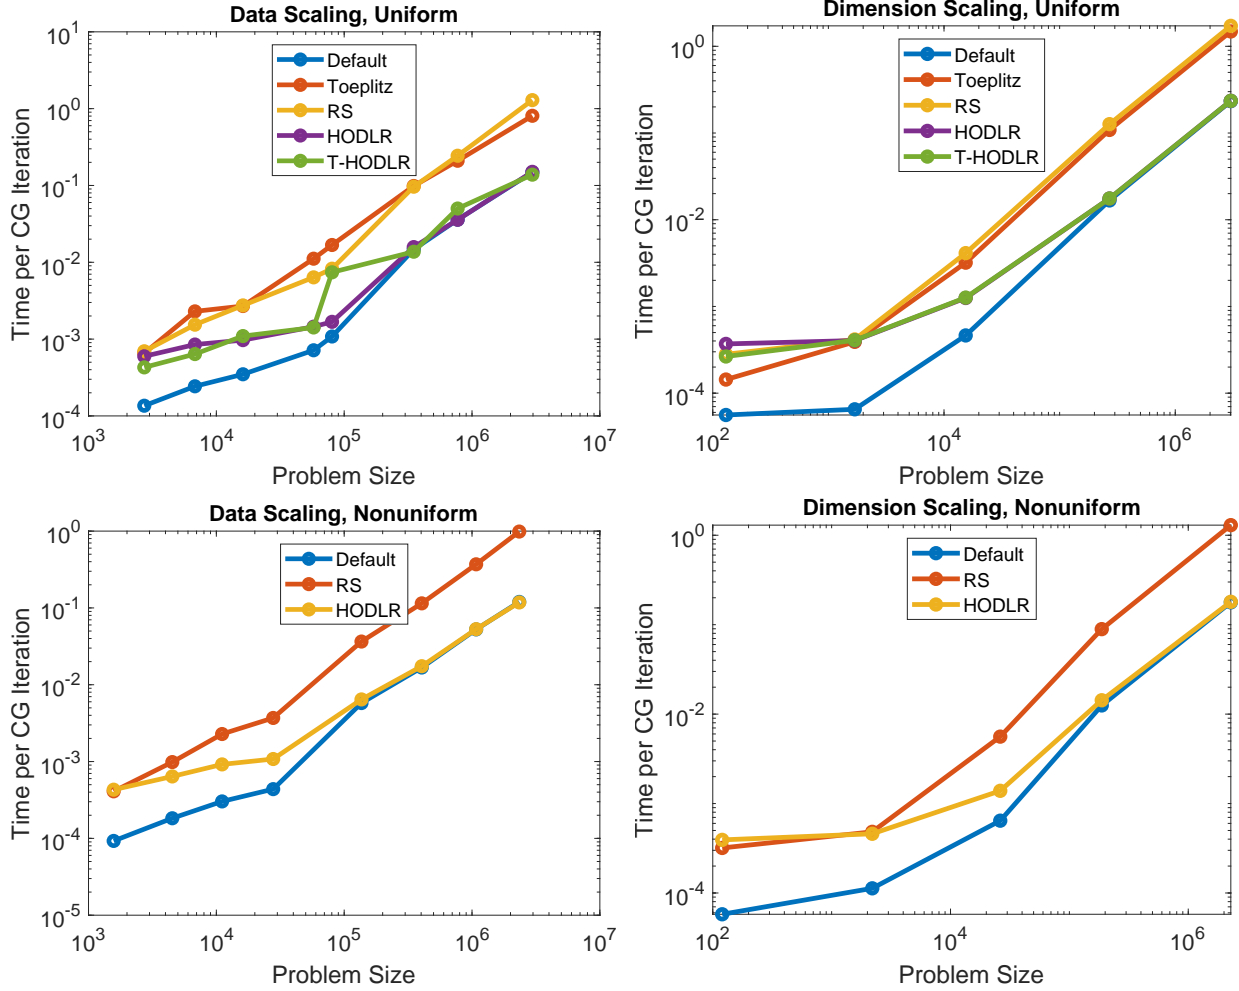 Data Scaling, Uniform
Time per CG Iteration
10^1
10^0
10^-1
10^-2
10^-3
10^-4
Default
Toeplitz
RS
HODLR
T-HODLR
10^3 10^4 10^5 10^6 10^7
Problem Size
Dimension Scaling, Uniform
Time per CG Iteration
10^0
10^-2
10^-4
Default
Toeplitz
RS
HODLR
T-HODLR
10^2 10^4 10^6
Problem Size
Data Scaling, Nonuniform
Time per CG Iteration
10^0
10^-1
10^-2
10^-3
10^-4
10^-5
Default
RS
HODLR
10^3 10^4 10^5 10^6 10^7
Problem Size
Dimension Scaling, Nonuniform
Time per CG Iteration
10^0
10^-2
10^-4
Default
RS
HODLR
10^2 10^4 10^6
Problem Size